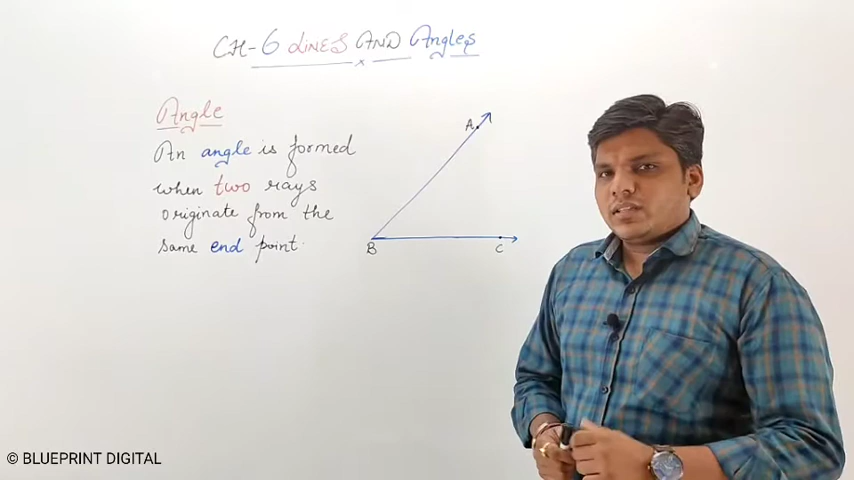 CH-6 LINES AND Angles
Angle
An angle is formed
when two rays
originate from the
same end point.
A
B
C
© BLUEPRINT DIGITAL